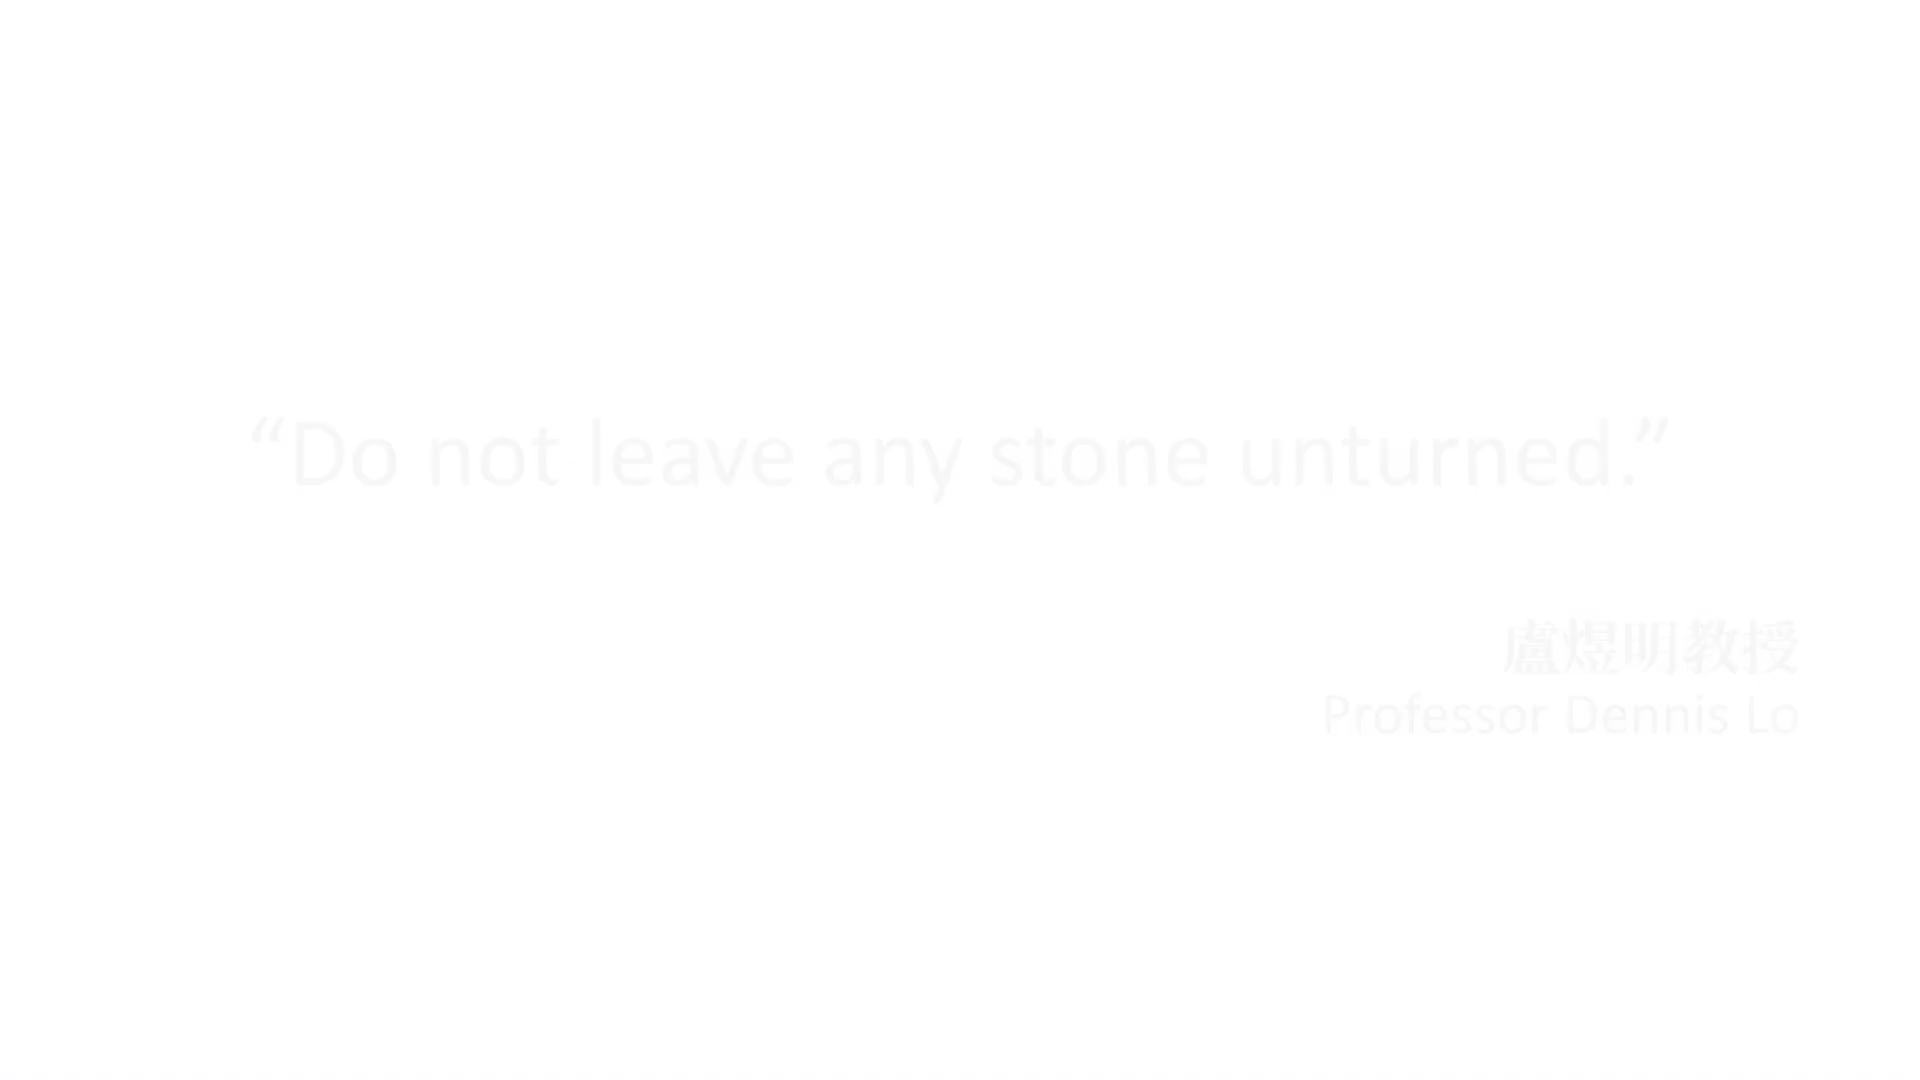 “Do not leave any stone unturned.”
盧煜明教授
Professor Dennis Lo